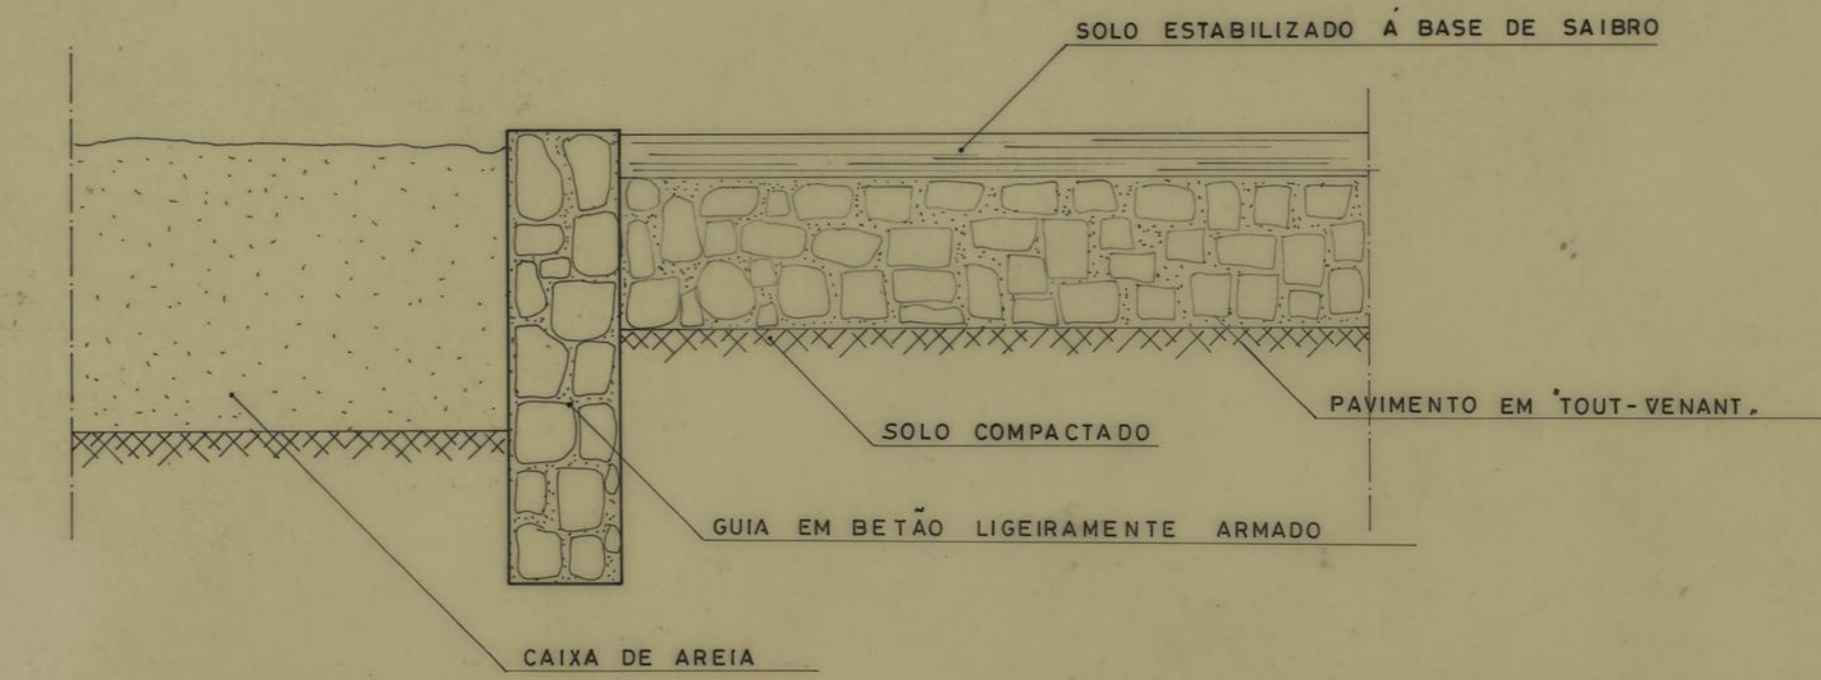 SOLO ESTABILIZADO Á BASE DE SAIBRO
PAVIMENTO EM "TOUT-VENANT"
SOLO COMPACTADO
GUIA EM BETÃO LIGEIRAMENTE ARMADO
CAIXA DE AREIA